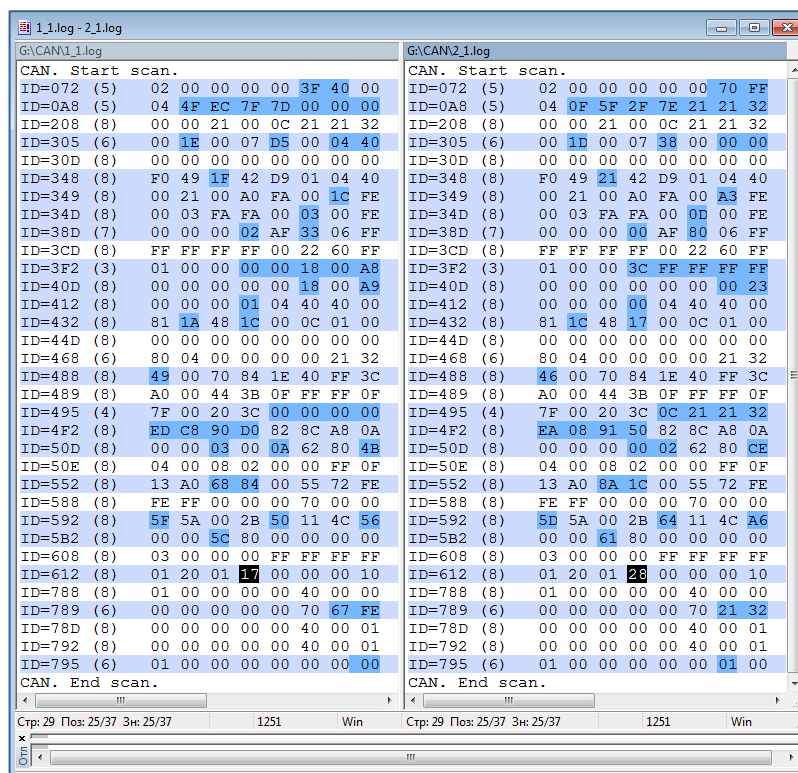 1_1.log - 2_1.log
G:\CAN\1_1.log
CAN. Start scan.
ID=072 (5) 02 00 00 00 00 3F 40 00
ID=0A8 (5) 04 4F EC 7F 7D 00 00 00
ID=208 (8) 00 00 21 00 0C 21 21 32
ID=305 (6) 00 1E 00 07 D5 00 04 40
ID=30D (8) 00 00 00 00 00 00 00 00
ID=348 (8) F0 49 1F 42 D9 01 04 40
ID=349 (8) 00 21 00 A0 FA 00 1C FE
ID=34D (8) 00 03 FA FA 00 03 00 FE
ID=38D (7) 00 00 00 02 AF 33 06 FF
ID=3CD (8) FF FF FF FF 00 22 60 FF
ID=3F2 (3) 01 00 00 00 00 18 00 A8
ID=40D (8) 00 00 00 00 00 18 00 A9
ID=412 (8) 00 00 00 01 04 40 40 00
ID=432 (8) 81 1A 48 1C 00 0C 01 00
ID=44D (8) 00 00 00 00 00 00 00 00
ID=468 (6) 80 04 00 00 00 00 21 32
ID=488 (8) 49 00 70 84 1E 40 FF 3C
ID=489 (8) A0 00 44 3B 0F FF FF 0F
ID=495 (4) 7F 00 20 3C 00 00 00 00
ID=4F2 (8) ED C8 90 D0 82 8C A8 0A
ID=50D (8) 00 00 03 00 0A 62 80 4B
ID=50E (8) 04 00 08 02 00 00 FF 0F
ID=552 (8) 13 A0 68 84 00 55 72 FE
ID=588 (8) FE FF 00 00 00 70 00 00
ID=592 (8) 5F 5A 00 2B 50 11 4C 56
ID=5B2 (8) 00 00 5C 80 00 00 00 00
ID=608 (8) 03 00 00 00 FF FF FF FF
ID=612 (8) 01 20 01 17 00 00 00 10
ID=788 (8) 01 00 00 00 00 40 00 00
ID=789 (6) 00 00 00 00 00 70 67 FE
ID=78D (8) 00 00 00 00 00 40 00 01
ID=792 (8) 00 00 00 00 00 40 00 01
ID=795 (6) 01 00 00 00 00 00 00 00
CAN. End scan.
Стр: 29 Поз: 25/37 Зн: 25/37 1251 Win
G:\CAN\2_1.log
CAN. Start scan.
ID=072 (5) 02 00 00 00 00 00 70 FF
ID=0A8 (5) 04 0F 5F 2F 7E 21 21 32
ID=208 (8) 00 00 21 00 0C 21 21 32
ID=305 (6) 00 1D 00 07 38 00 00 00
ID=30D (8) 00 00 00 00 00 00 00 00
ID=348 (8) F0 49 21 42 D9 01 04 40
ID=349 (8) 00 21 00 A0 FA 00 A3 FE
ID=34D (8) 00 03 FA FA 00 0D 00 FE
ID=38D (7) 00 00 00 00 AF 80 06 FF
ID=3CD (8) FF FF FF FF 00 22 60 FF
ID=3F2 (3) 01 00 00 3C FF FF FF FF
ID=40D (8) 00 00 00 00 00 00 00 23
ID=412 (8) 00 00 00 00 04 40 40 00
ID=432 (8) 81 1C 48 17 00 0C 01 00
ID=44D (8) 00 00 00 00 00 00 00 00
ID=468 (6) 80 04 00 00 00 00 21 32
ID=488 (8) 46 00 70 84 1E 40 FF 3C
ID=489 (8) A0 00 44 3B 0F FF FF 0F
ID=495 (4) 7F 00 20 3C 0C 21 21 32
ID=4F2 (8) EA 08 91 50 82 8C A8 0A
ID=50D (8) 00 00 00 00 02 62 80 CE
ID=50E (8) 04 00 08 02 00 00 FF 0F
ID=552 (8) 13 A0 8A 1C 00 55 72 FE
ID=588 (8) FE FF 00 00 00 70 00 00
ID=592 (8) 5D 5A 00 2B 64 11 4C A6
ID=5B2 (8) 00 00 61 80 00 00 00 00
ID=608 (8) 03 00 00 00 FF FF FF FF
ID=612 (8) 01 20 01 28 00 00 00 10
ID=788 (8) 01 00 00 00 00 40 00 00
ID=789 (6) 00 00 00 00 00 70 21 32
ID=78D (8) 00 00 00 00 00 40 00 01
ID=792 (8) 00 00 00 00 00 40 00 01
ID=795 (6) 01 00 00 00 00 00 01 00
CAN. End scan.
Стр: 29 Поз: 25/37 Зн: 25/37 1251 Win
Отл